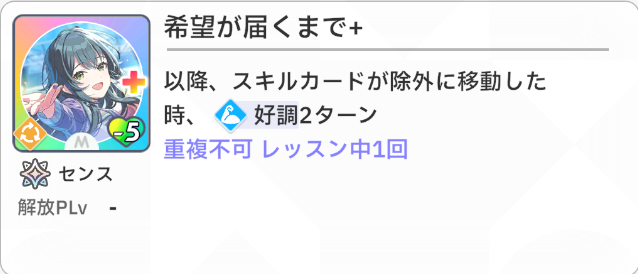 希望が届くまで+
以降、スキルカードが除外に移動した
時、好調2ターン
重複不可 レッスン中1回
+
-5
M
センス
解放PLv -